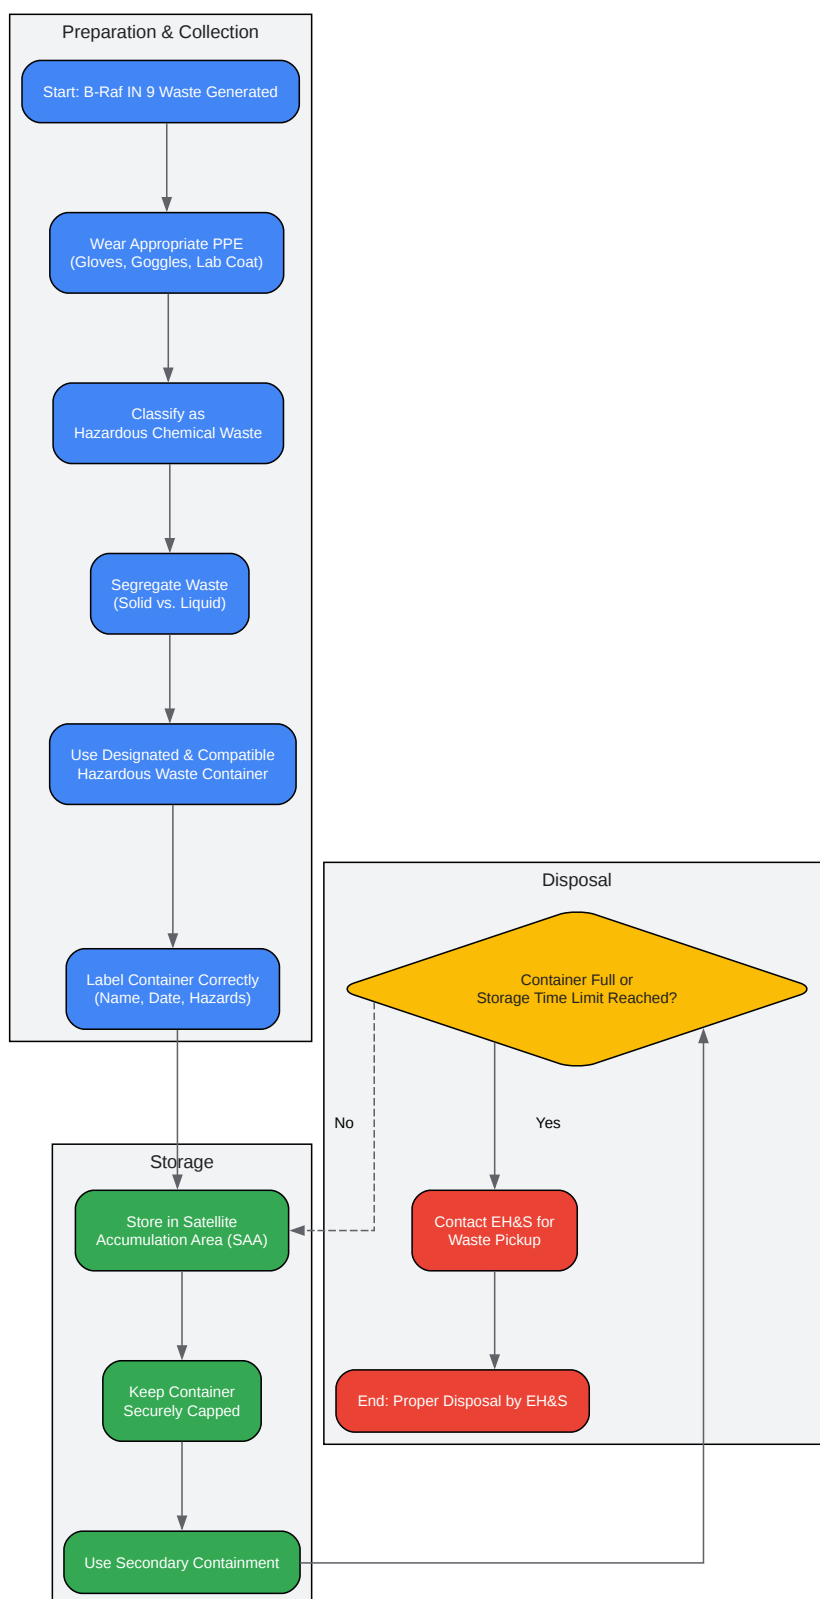 Preparation & Collection
Start: B-Raf IN 9 Waste Generated
Wear Appropriate PPE
(Gloves, Goggles, Lab Coat)
Classify as
Hazardous Chemical Waste
Segregate Waste
(Solid vs. Liquid)
Use Designated & Compatible
Hazardous Waste Container
Label Container Correctly
(Name, Date, Hazards)
Storage
Store in Satellite
Accumulation Area (SAA)
Keep Container
Securely Capped
Use Secondary Containment
Disposal
Container Full or
Storage Time Limit Reached?
No
Yes
Contact EH&S for
Waste Pickup
End: Proper Disposal by EH&S